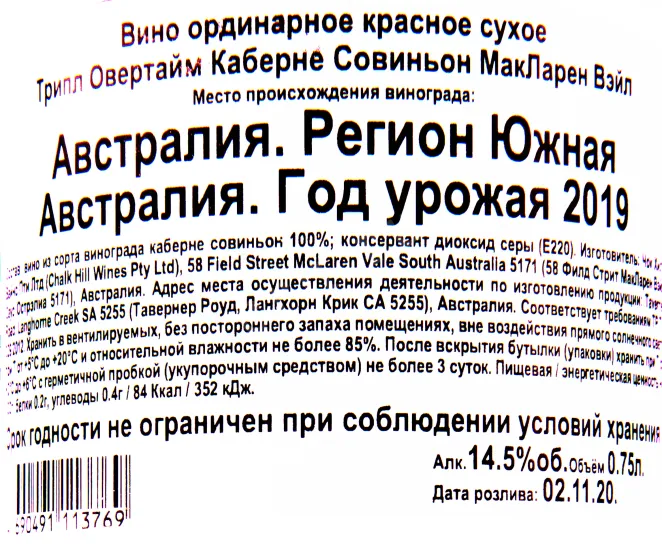 Вино ординарное красное сухое
Трипл Овертайм Каберне Совиньон МакЛарен Вэйл
Место происхождения винограда:
Австралия. Регион Южная
Австралия. Год урожая 2019
вино из сорта винограда каберне совиньон 100%; консервант диоксид серы (E220). Изготовитель:
Лтд (Chalk Hill Wines Pty Ltd), 58 Field Street McLaren Vale South Australia 5171 (58 Филд Стрит МакЛарен
5171), Австралия. Адрес места осуществления деятельности по изготовлению продукции:
Langhorne Creek SA 5255 (Тавернер Роуд, Лангхорн Крик СА 5255), Австралия. Соответствует требованиям
Хранить в вентилируемых, без постороннего запаха помещениях, вне воздействия прямого солнечного
+5°С до +20°С и относительной влажности не более 85%. После вскрытия бутылки (упаковки) хранить при
+6°С с герметичной пробкой (укупорочным средством) не более 3 суток. Пищевая / энергетическая ценность
Белки 0.2г, углеводы 0.4г / 84 Ккал / 352 кДж.
Срок годности не ограничен при соблюдении условий хранения
Алк. 14.5%об. Объём 0.75л.
Дата розлива: 02.11.20.
690491 113769